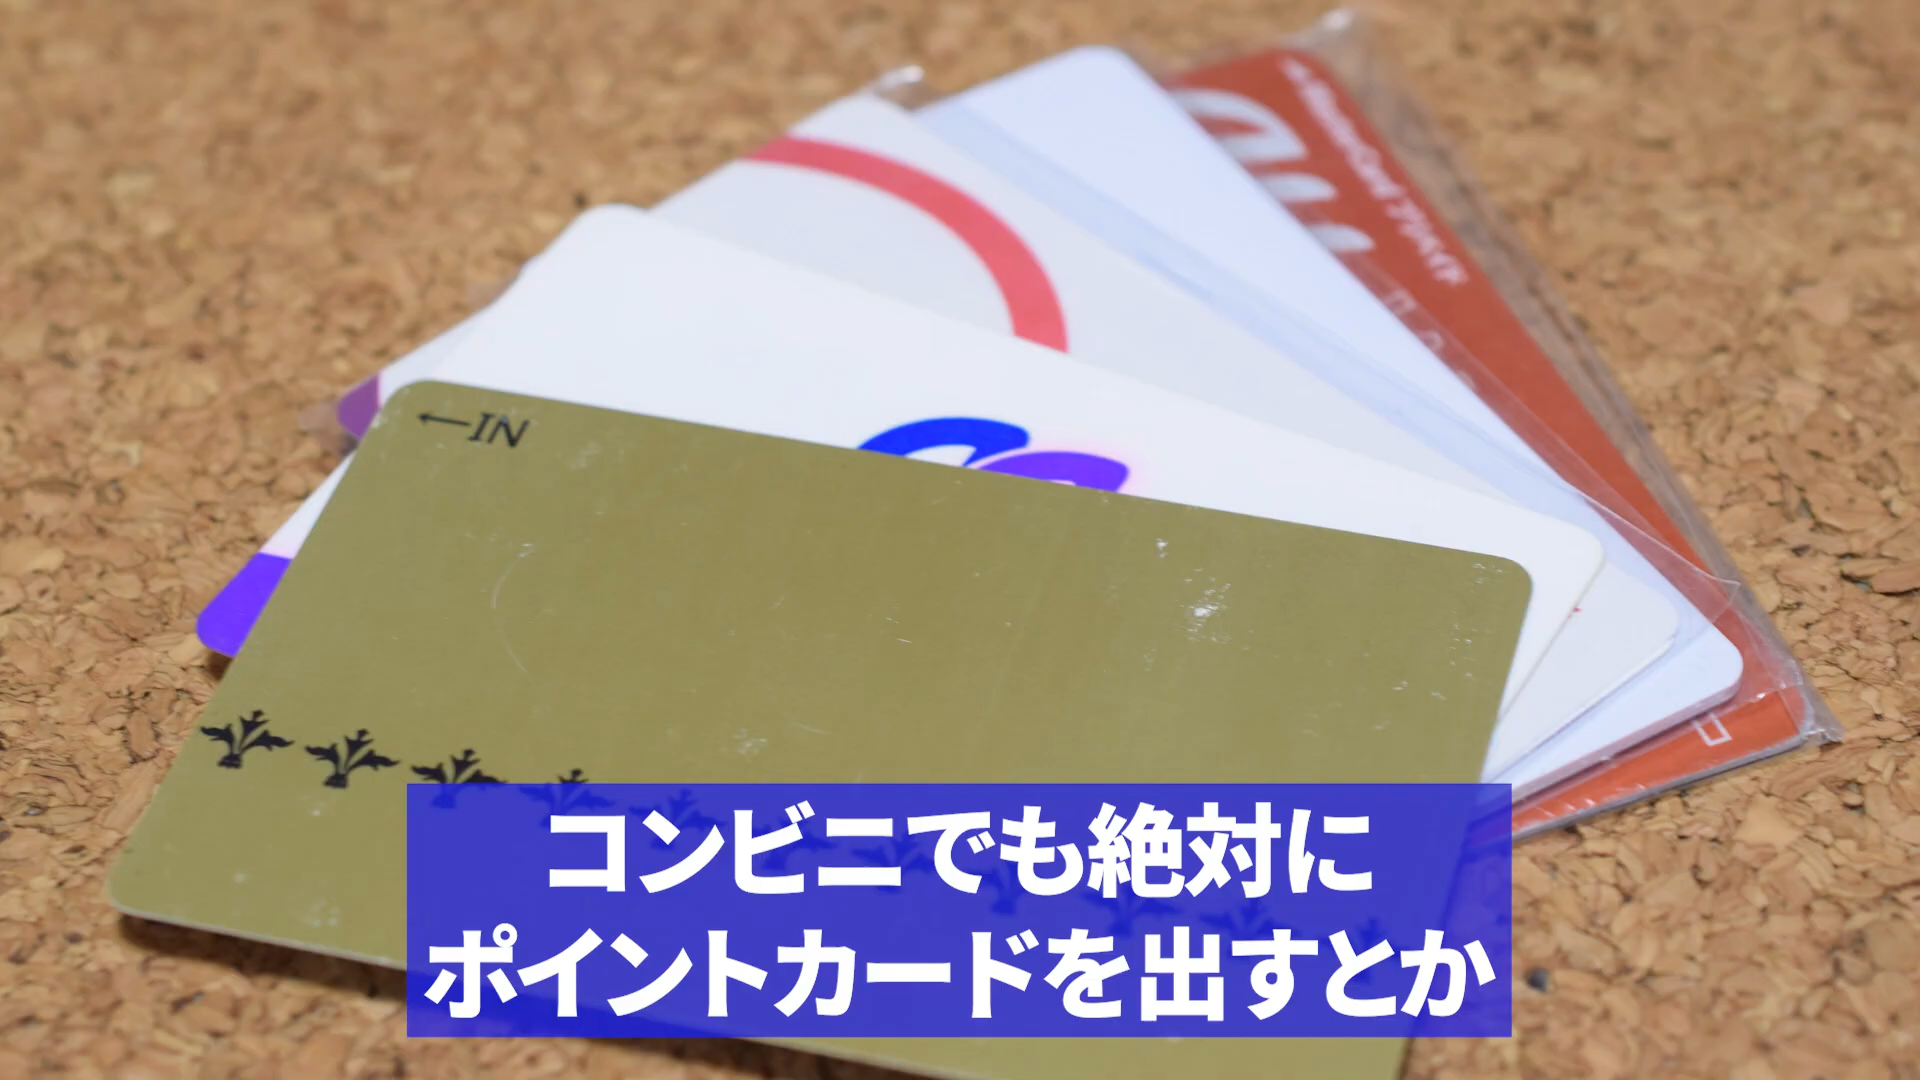 ←IN
コンビニでも絶対に
ポイントカードを出すとか